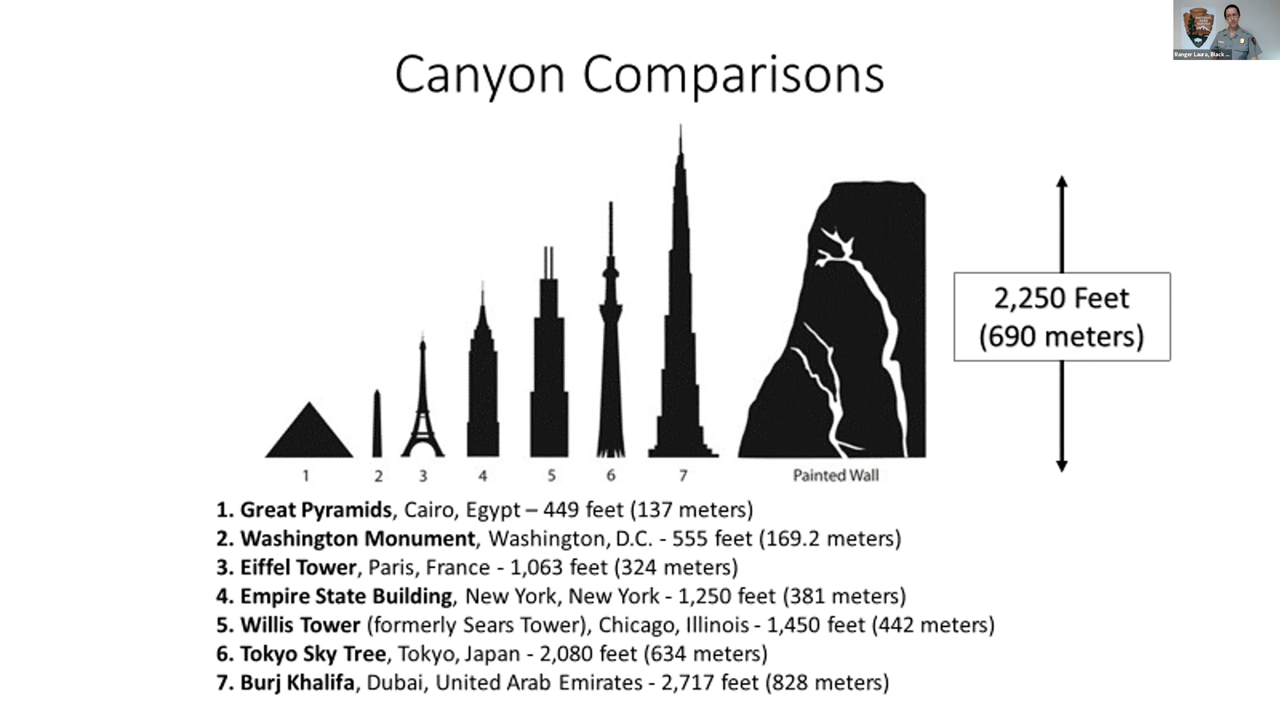 Ranger Laura, Black ...
Canyon Comparisons
2,250 Feet
(690 meters)
1 2 3 4 5 6 7 Painted Wall
1. Great Pyramids, Cairo, Egypt – 449 feet (137 meters)
2. Washington Monument, Washington, D.C. - 555 feet (169.2 meters)
3. Eiffel Tower, Paris, France - 1,063 feet (324 meters)
4. Empire State Building, New York, New York - 1,250 feet (381 meters)
5. Willis Tower (formerly Sears Tower), Chicago, Illinois - 1,450 feet (442 meters)
6. Tokyo Sky Tree, Tokyo, Japan - 2,080 feet (634 meters)
7. Burj Khalifa, Dubai, United Arab Emirates - 2,717 feet (828 meters)